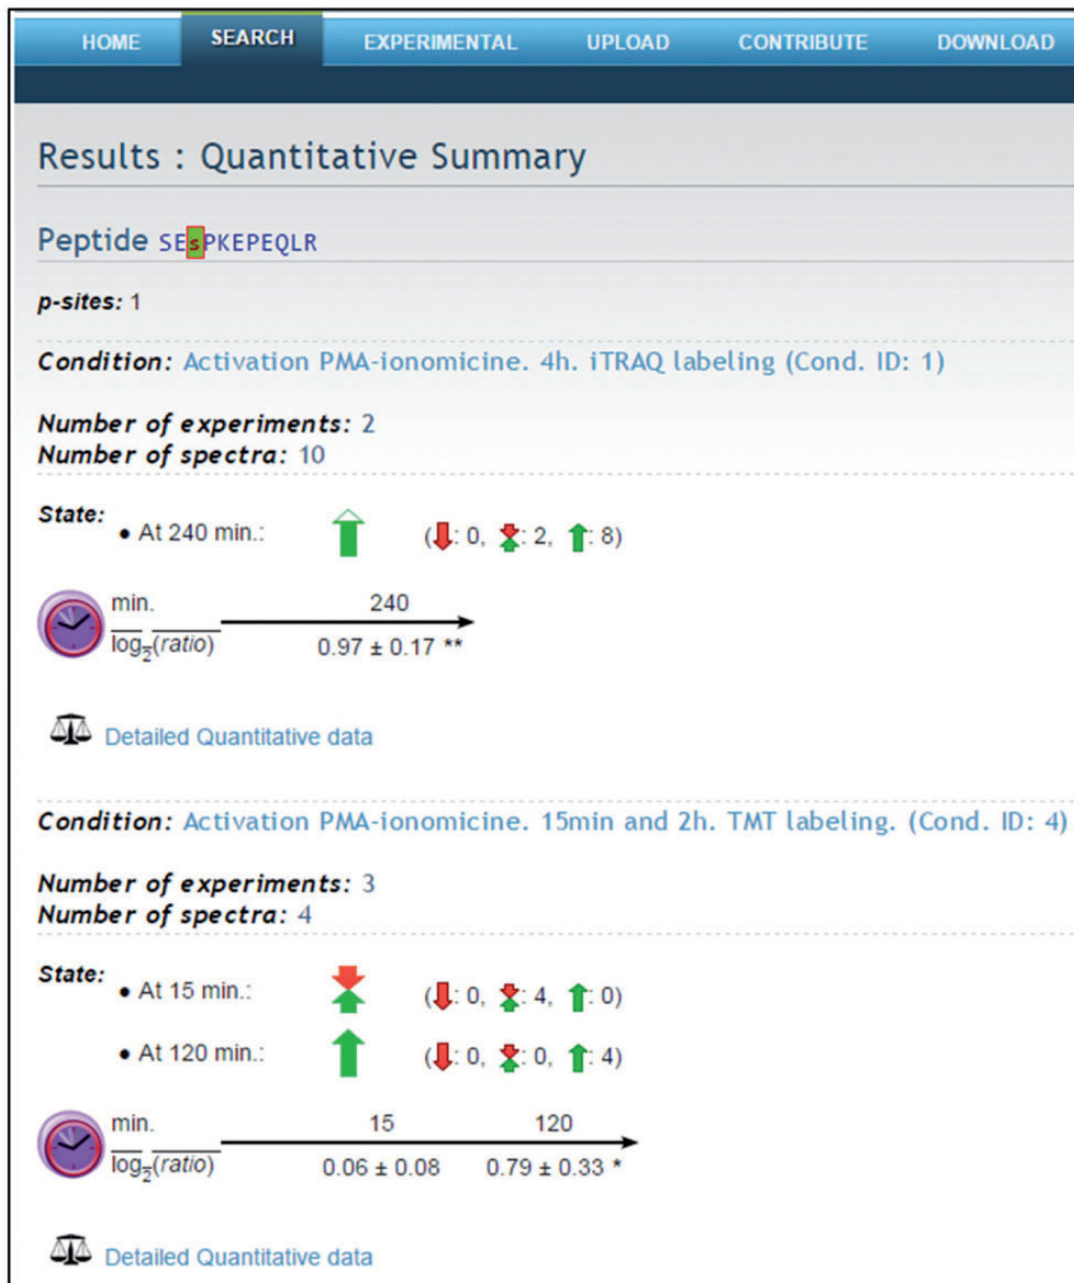 HOME SEARCH EXPERIMENTAL UPLOAD CONTRIBUTE DOWNLOAD
Results : Quantitative Summary
Peptide SEsPKEPEQLR
p-sites: 1
Condition: Activation PMA-ionomicine. 4h. iTRAQ labeling (Cond. ID: 1)
Number of experiments: 2
Number of spectra: 10
State:
• At 240 min.: (: 0, : 2, : 8)
min. 240
log2(ratio) 0.97 ± 0.17 **
Detailed Quantitative data
Condition: Activation PMA-ionomicine. 15min and 2h. TMT labeling. (Cond. ID: 4)
Number of experiments: 3
Number of spectra: 4
State:
• At 15 min.: (: 0, : 4, : 0)
• At 120 min.: (: 0, : 0, : 4)
min. 15 120
log2(ratio) 0.06 ± 0.08 0.79 ± 0.33 *
Detailed Quantitative data